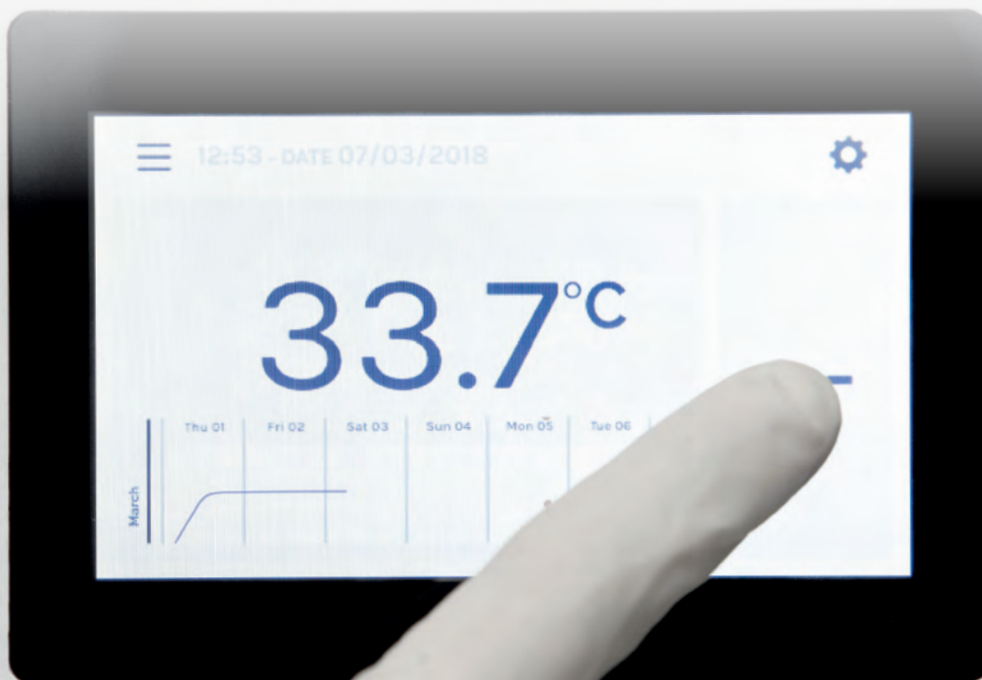 12:53 - DATE 07/03/2018
33.7°C
Thu 01 Fri 02 Sat 03 Sun 04 Mon 05 Tue 06
March